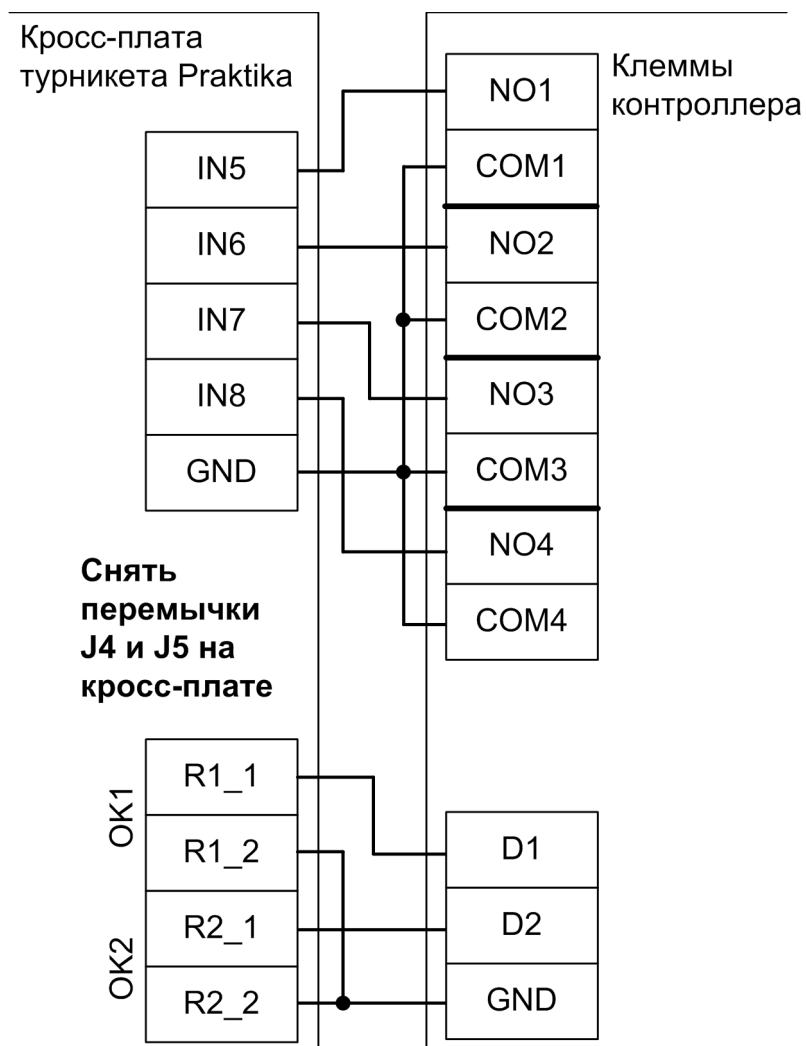 Кросс-плата
турникета Praktika
Клеммы
контроллера
IN5
IN6
IN7
IN8
GND
NO1
COM1
NO2
COM2
NO3
COM3
NO4
COM4
Снять
перемычки
J4 и J5 на
кросс-плате
OK1
R1_1
R1_2
OK2
R2_1
R2_2
D1
D2
GND